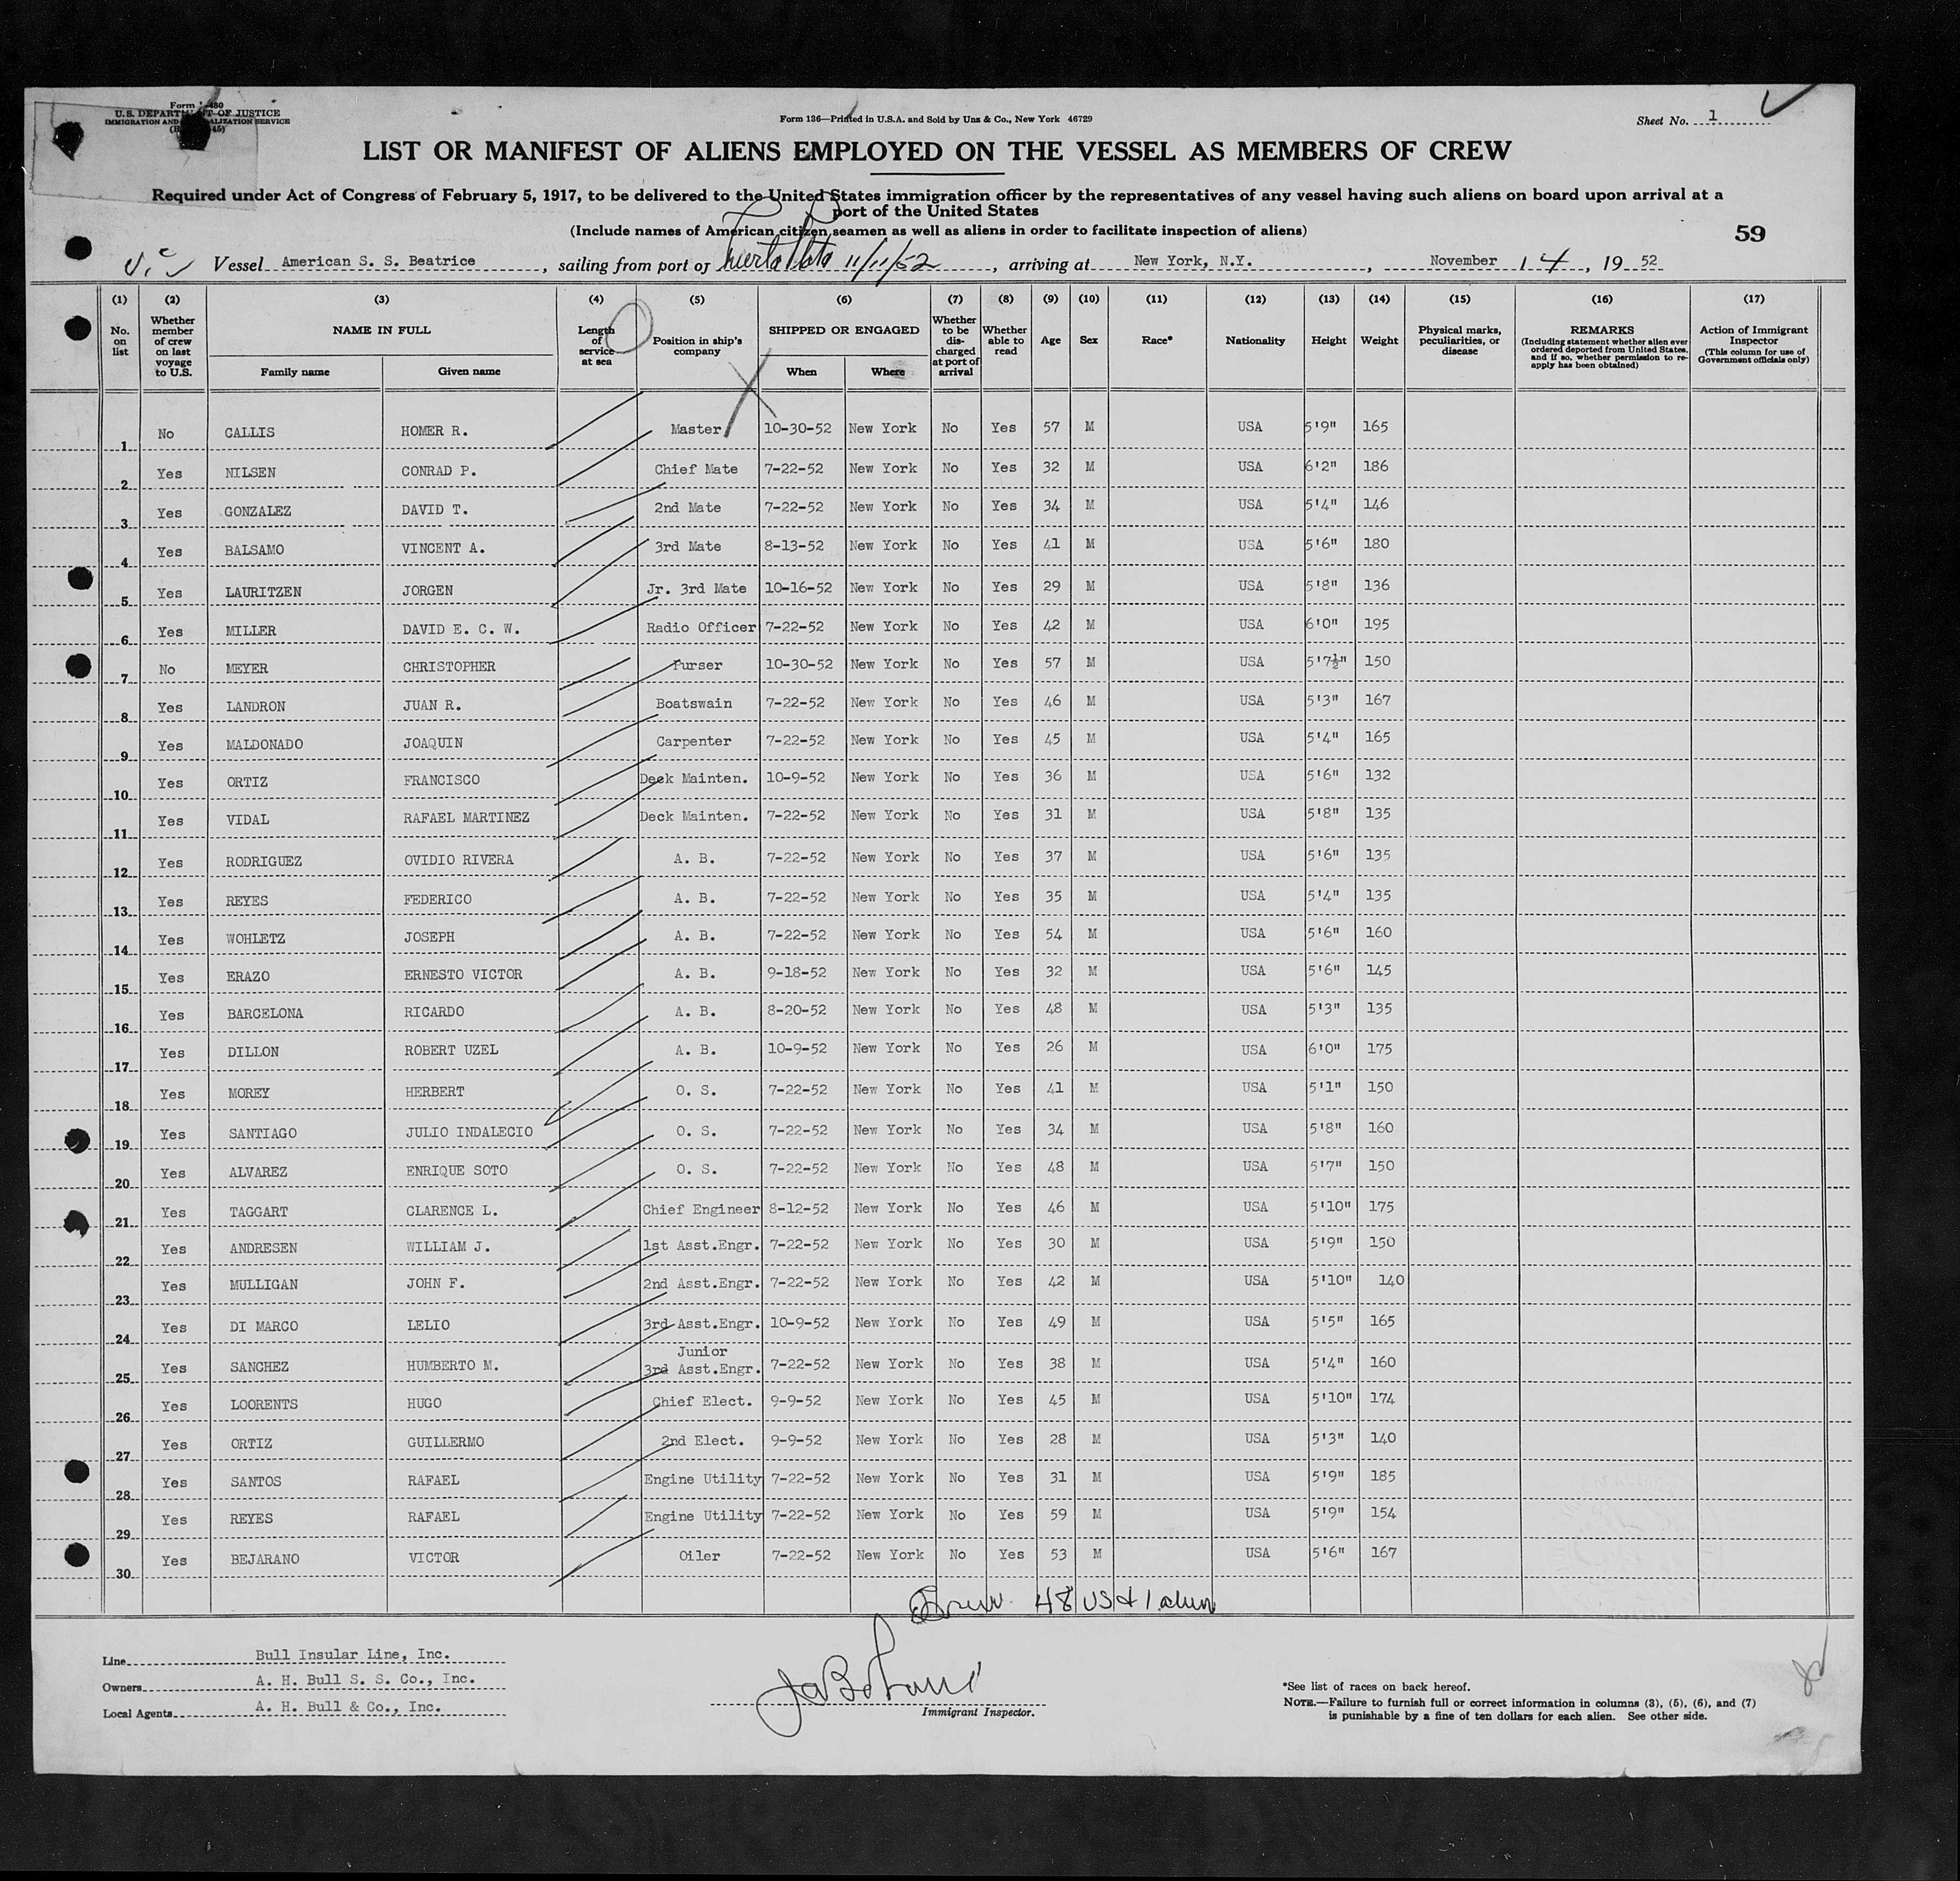 Form I-480
U.S. DEPARTMENT OF JUSTICE
IMMIGRATION AND NATURALIZATION SERVICE
Form 136—Printed in U.S.A. and Sold by Unz & Co., New York 46729
Sheet No. 1
LIST OR MANIFEST OF ALIENS EMPLOYED ON THE VESSEL AS MEMBERS OF CREW
Required under Act of Congress of February 5, 1917, to be delivered to the United States immigration officer by the representatives of any vessel having such aliens on board upon arrival at a
port of the United States
(Include names of American citizen seamen as well as aliens in order to facilitate inspection of aliens)
59
Vessel American S. S. Beatrice, sailing from port of Puerto Plata 11/11/52, arriving at New York, N.Y., November 14, 19 52
(1) (2) (3) (4) (5) (6) (7) (8) (9) (10) (11) (12) (13) (14) (15) (16) (17)
No. on list Whether member of crew on last voyage to U.S. NAME IN FULL Family name Given name Length of service at sea Position in ship's company SHIPPED OR ENGAGED When Where Whether to be discharged at port of arrival Whether able to read Age Sex Race* Nationality Height Weight Physical marks, peculiarities, or disease REMARKS (Including statement whether alien ever ordered deported from United States, and if so, whether permission to re-apply has been obtained) Action of Immigrant Inspector (This column for use of Government officials only)
1 No CALLIS HOMER R. Master 10-30-52 New York No Yes 57 M USA 5'9" 165
2 Yes NILSEN CONRAD P. Chief Mate 7-22-52 New York No Yes 32 M USA 6'2" 186
3 Yes GONZALEZ DAVID T. 2nd Mate 7-22-52 New York No Yes 34 M USA 5'4" 146
4 Yes BALSAMO VINCENT A. 3rd Mate 8-13-52 New York No Yes 41 M USA 5'6" 180
5 Yes LAURITZEN JORGEN Jr. 3rd Mate 10-16-52 New York No Yes 29 M USA 5'8" 136
6 Yes MILLER DAVID E. C. W. Radio Officer 7-22-52 New York No Yes 42 M USA 6'0" 195
7 No MEYER CHRISTOPHER Purser 10-30-52 New York No Yes 57 M USA 5'7½" 150
8 Yes LANDRON JUAN R. Boatswain 7-22-52 New York No Yes 46 M USA 5'3" 167
9 Yes MALDONADO JOAQUIN Carpenter 7-22-52 New York No Yes 45 M USA 5'4" 165
10 Yes ORTIZ FRANCISCO Deck Mainten. 10-9-52 New York No Yes 36 M USA 5'6" 132
11 Yes VIDAL RAFAEL MARTINEZ Deck Mainten. 7-22-52 New York No Yes 31 M USA 5'8" 135
12 Yes RODRIGUEZ OVIDIO RIVERA A. B. 7-22-52 New York No Yes 37 M USA 5'6" 135
13 Yes REYES FEDERICO A. B. 7-22-52 New York No Yes 35 M USA 5'4" 135
14 Yes WOHLETZ JOSEPH A. B. 7-22-52 New York No Yes 54 M USA 5'6" 160
15 Yes ERAZO ERNESTO VICTOR A. B. 9-18-52 New York No Yes 32 M USA 5'6" 145
16 Yes BARCELONA RICARDO A. B. 8-20-52 New York No Yes 48 M USA 5'3" 135
17 Yes DILLON ROBERT UZEL A. B. 10-9-52 New York No Yes 26 M USA 6'0" 175
18 Yes MOREY HERBERT O. S. 7-22-52 New York No Yes 41 M USA 5'1" 150
19 Yes SANTIAGO JULIO INDALECIO O. S. 7-22-52 New York No Yes 34 M USA 5'8" 160
20 Yes ALVAREZ ENRIQUE SOTO O. S. 7-22-52 New York No Yes 48 M USA 5'7" 150
21 Yes TAGGART CLARENCE L. Chief Engineer 8-12-52 New York No Yes 46 M USA 5'10" 175
22 Yes ANDRESEN WILLIAM J. 1st Asst.Engr. 7-22-52 New York No Yes 30 M USA 5'9" 150
23 Yes MULLIGAN JOHN F. 2nd Asst.Engr. 7-22-52 New York No Yes 42 M USA 5'10" 140
24 Yes DI MARCO LELIO 3rd Asst.Engr. 10-9-52 New York No Yes 49 M USA 5'5" 165
25 Yes SANCHEZ HUMBERTO M. Junior 3rd Asst.Engr. 7-22-52 New York No Yes 38 M USA 5'4" 160
26 Yes LOORENTS HUGO Chief Elect. 9-9-52 New York No Yes 45 M USA 5'10" 174
27 Yes ORTIZ GUILLERMO 2nd Elect. 9-9-52 New York No Yes 28 M USA 5'3" 140
28 Yes SANTOS RAFAEL Engine Utility 7-22-52 New York No Yes 31 M USA 5'9" 185
29 Yes REYES RAFAEL Engine Utility 7-22-52 New York No Yes 59 M USA 5'9" 154
30 Yes BEJARANO VICTOR Oiler 7-22-52 New York No Yes 53 M USA 5'6" 167
48 US & 1 alien
Line Bull Insular Line, Inc.
Owners A. H. Bull S. S. Co., Inc.
Local Agents A. H. Bull & Co., Inc.
Immigrant Inspector.
*See list of races on back hereof.
NOTE.—Failure to furnish full or correct information in columns (3), (5), (6), and (7)
is punishable by a fine of ten dollars for each alien. See other side.